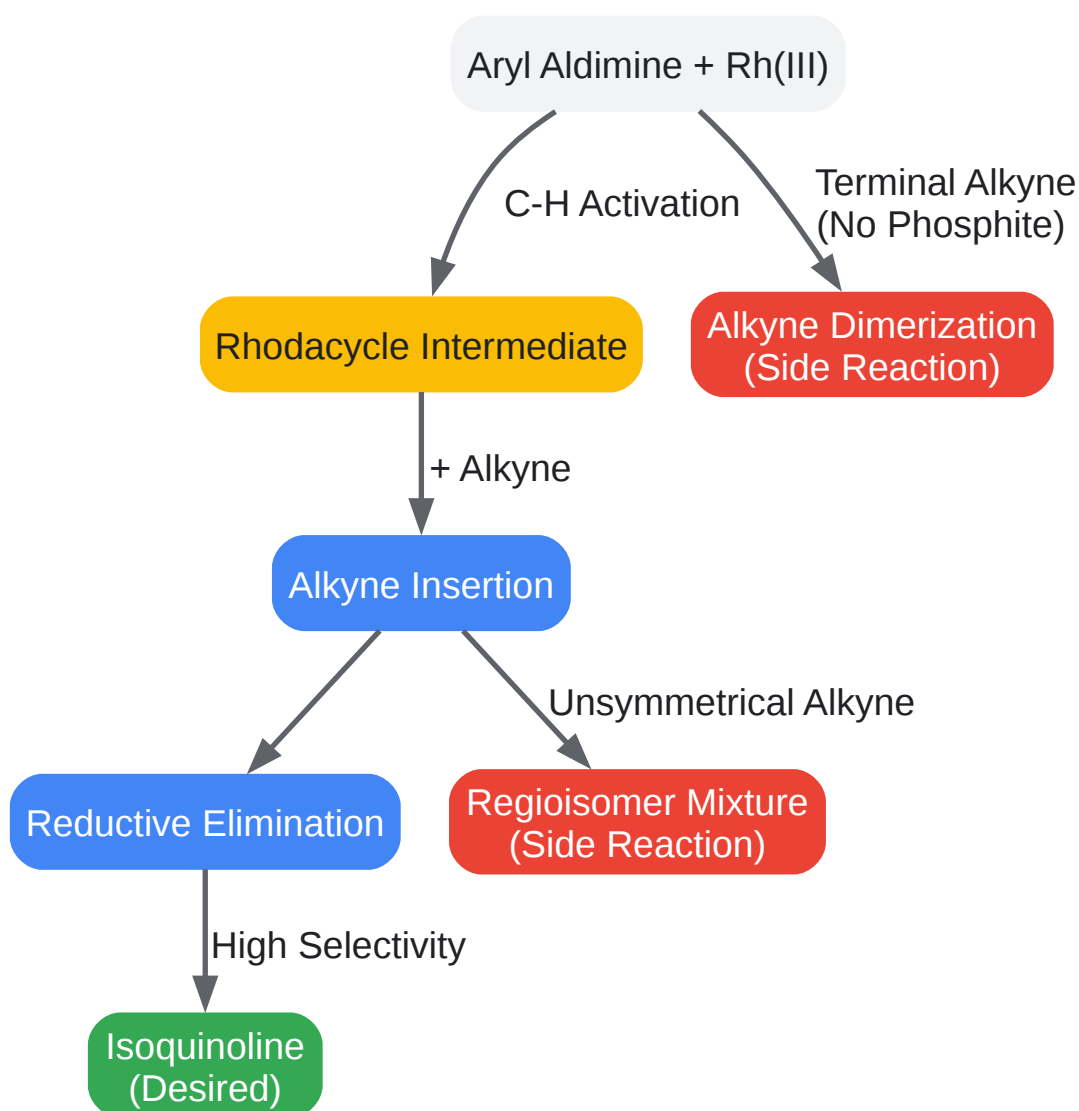 Aryl Aldimine + Rh(III)
C-H Activation
Terminal Alkyne
(No Phosphite)
Rhodacycle Intermediate
Alkyne Dimerization
(Side Reaction)
+ Alkyne
Alkyne Insertion
Unsymmetrical Alkyne
Reductive Elimination
Regioisomer Mixture
(Side Reaction)
High Selectivity
Isoquinoline
(Desired)